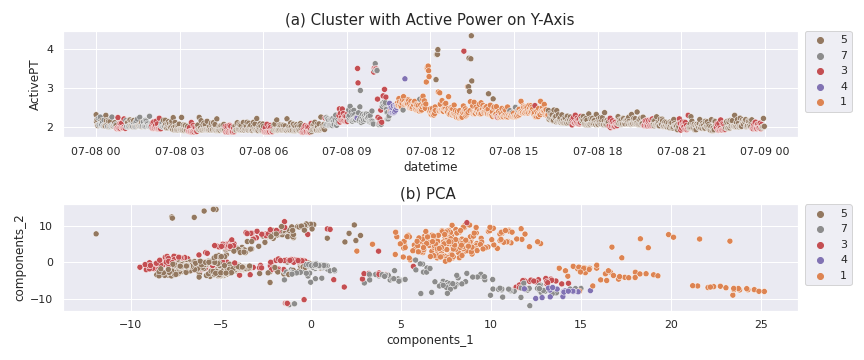 (a) Cluster with Active Power on Y-Axis
4
3
2
ActivePT
07-08 00 07-08 03 07-08 06 07-08 09 07-08 12 07-08 15 07-08 18 07-08 21 07-09 00
datetime
5
7
3
4
1
(b) PCA
10
0
−10
components_2
−10 −5 0 5 10 15 20 25
components_1
5
7
3
4
1